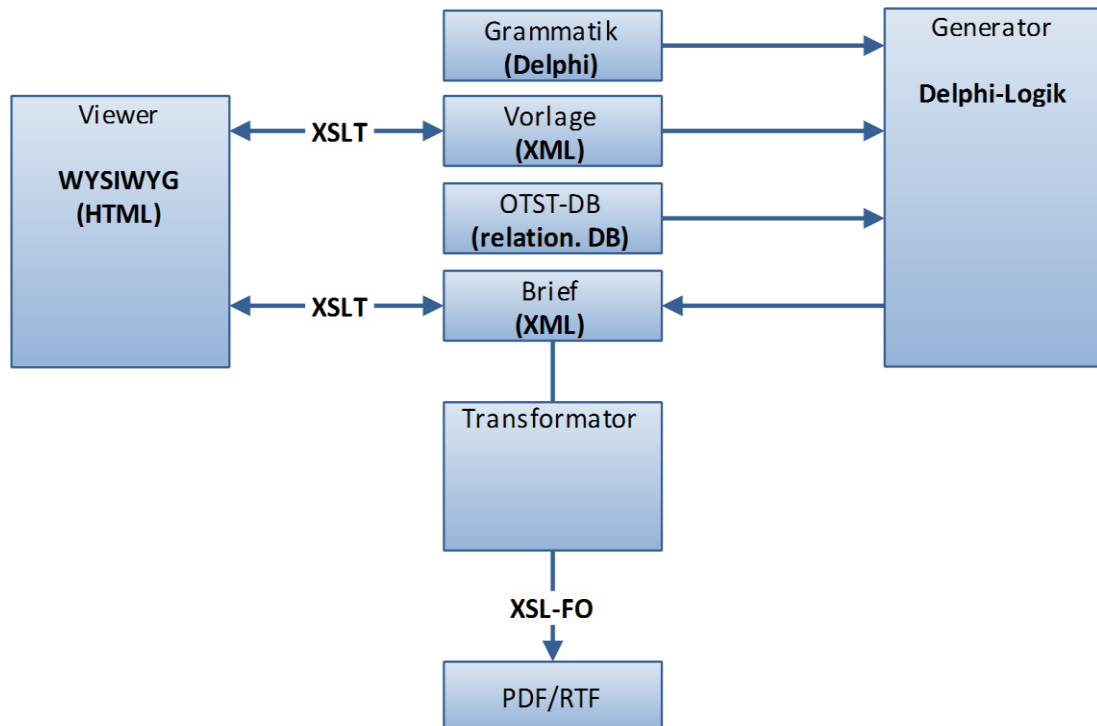 Grammatik
(Delphi)
Generator
Delphi-Logik
Viewer
WYSIWYG
(HTML)
XSLT
Vorlage
(XML)
OTST-DB
(relation. DB)
XSLT
Brief
(XML)
Transformator
XSL-FO
PDF/RTF